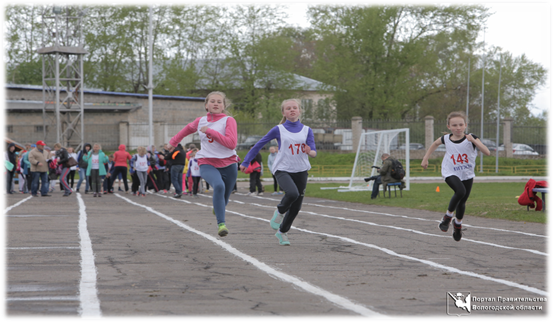 170
143
Портал Правительства
Вологодской области